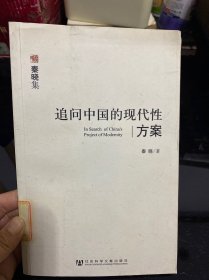 秦晓集
追问中国的现代性
方案
In Search of China's
Project of Modernity
秦晓/著
社会科学文献出版社